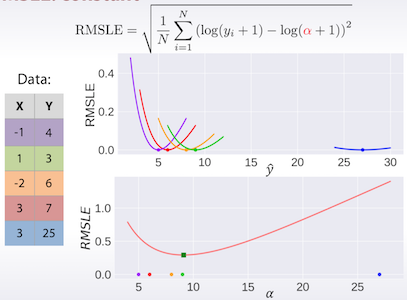 RMSLE = √ 1/N ∑ i=1 N (log(yᵢ + 1) − log(α + 1))²
Data:
X Y
-1 4
1 3
-2 6
3 7
3 25
RMSLE
0.4
0.2
0.0
5 10 15 20 25 30
ŷ
RMSLE
1.0
0.5
0.0
5 10 15 20 25
α